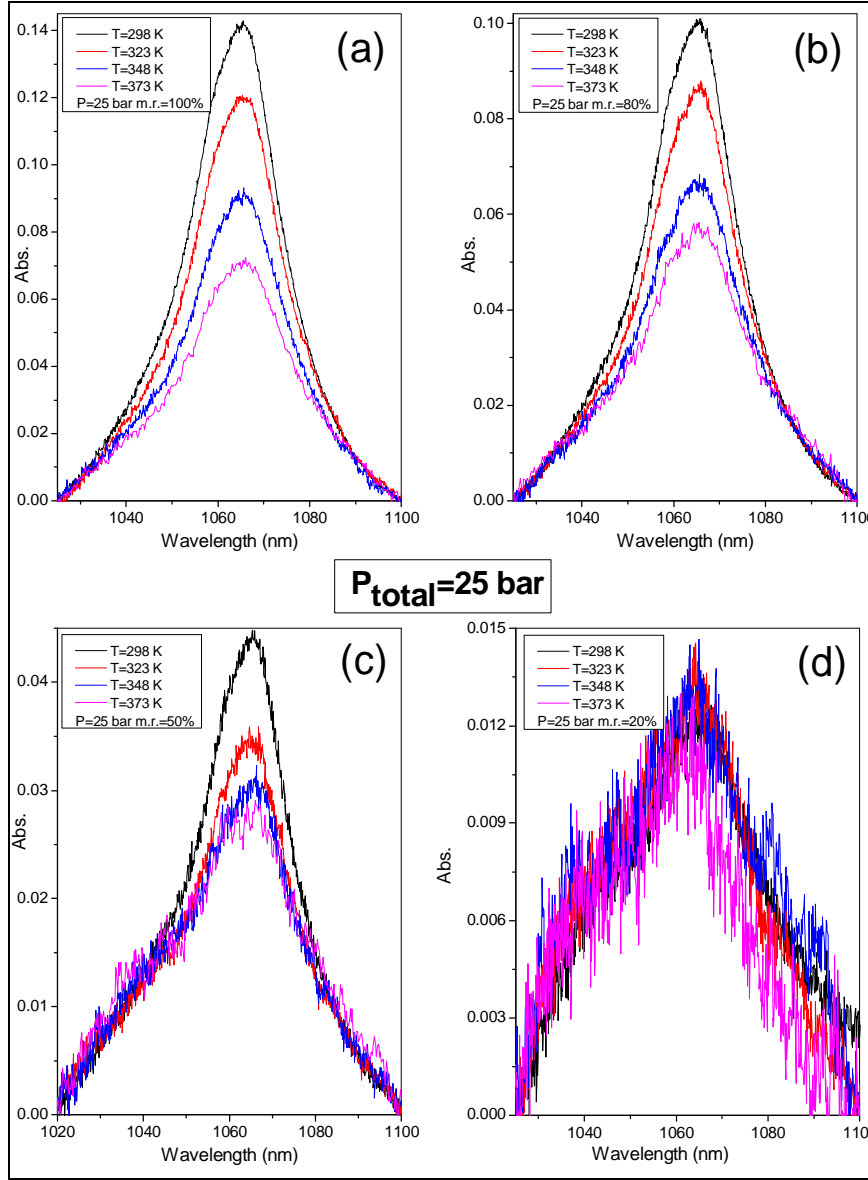 T=298 K
T=323 K
T=348 K
T=373 K
P=25 bar m.r.=100%
(a)
0.14
0.12
0.10
0.08
0.06
0.04
0.02
0.00
Abs.
1040 1060 1080 1100
Wavelength (nm)
T=298 K
T=323 K
T=348 K
T=373 K
P=25 bar m.r.=80%
(b)
0.10
0.08
0.06
0.04
0.02
0.00
Abs.
1040 1060 1080 1100
Wavelength (nm)
P_total=25 bar
T=298 K
T=323 K
T=348 K
T=373 K
P=25 bar m.r.=50%
(c)
0.04
0.03
0.02
0.01
0.00
Abs.
1020 1040 1060 1080 1100
Wavelength (nm)
T=298 K
T=323 K
T=348 K
T=373 K
P=25 bar m.r.=20%
(d)
0.015
0.012
0.009
0.006
0.003
0.000
Abs.
1040 1060 1080 1100
Wavelength (nm)